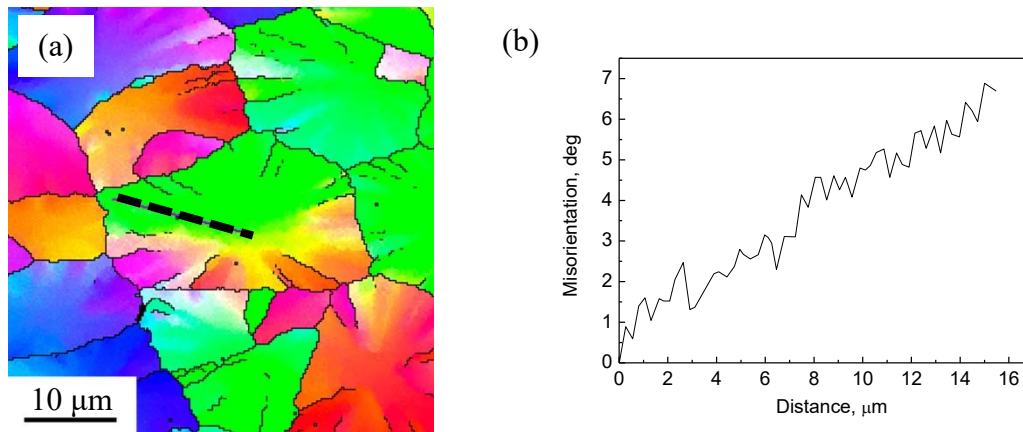 (a)
10 μm
(b)
7
6
5
4
3
2
1
0
0 2 4 6 8 10 12 14 16
Misorientation, deg
Distance, μm